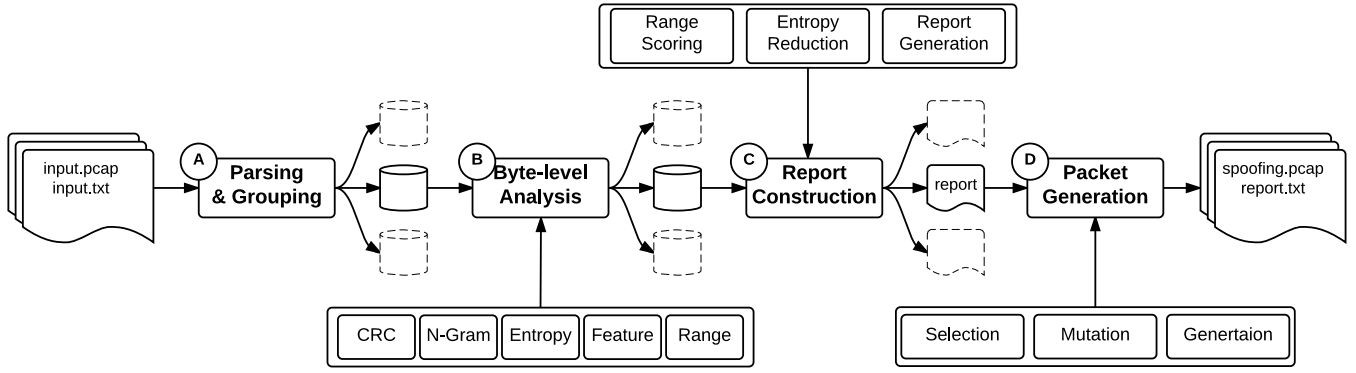 Range
Scoring
Entropy
Reduction
Report
Generation
input.pcap
input.txt
A
Parsing
& Grouping
B
Byte-level
Analysis
C
Report
Construction
report
D
Packet
Generation
spoofing.pcap
report.txt
CRC
N-Gram
Entropy
Feature
Range
Selection
Mutation
Genertaion